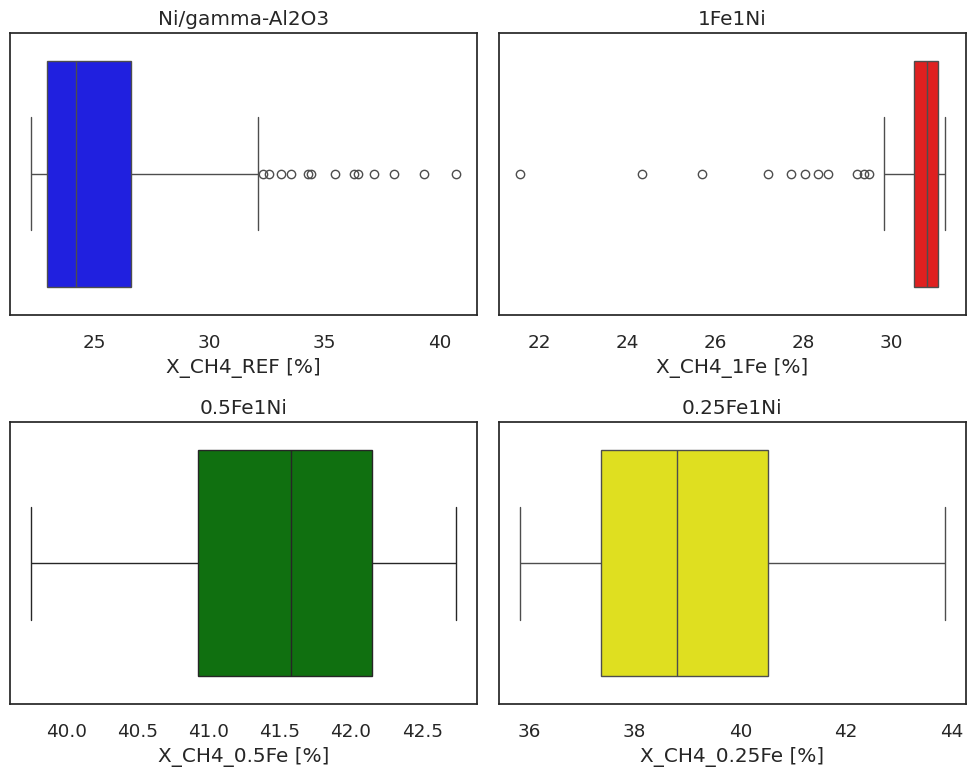 Ni/gamma-Al2O3
1Fe1Ni
25 30 35 40
22 24 26 28 30
X_CH4_REF [%]
X_CH4_1Fe [%]
0.5Fe1Ni
0.25Fe1Ni
40.0 40.5 41.0 41.5 42.0 42.5
36 38 40 42 44
X_CH4_0.5Fe [%]
X_CH4_0.25Fe [%]